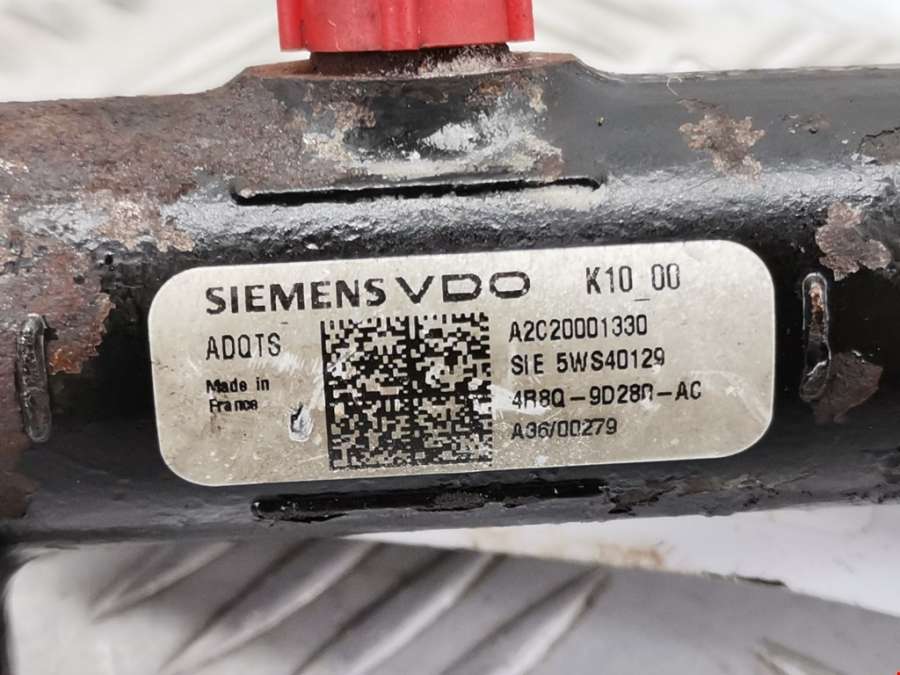 SIEMENS VDO K10_00
ADQTS
Made in
France
A2C20001330
SIE 5WS40129
4R8Q-9D280-AC
A36/00279